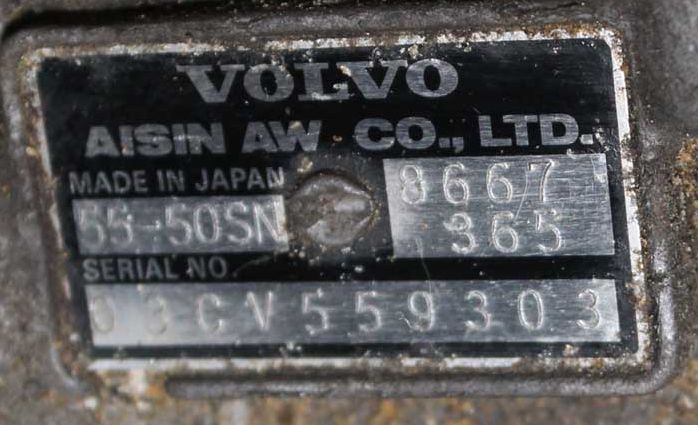 VOLVO
AISIN AW CO., LTD.
MADE IN JAPAN 8667
55-50SN 365
SERIAL NO
03CV559303